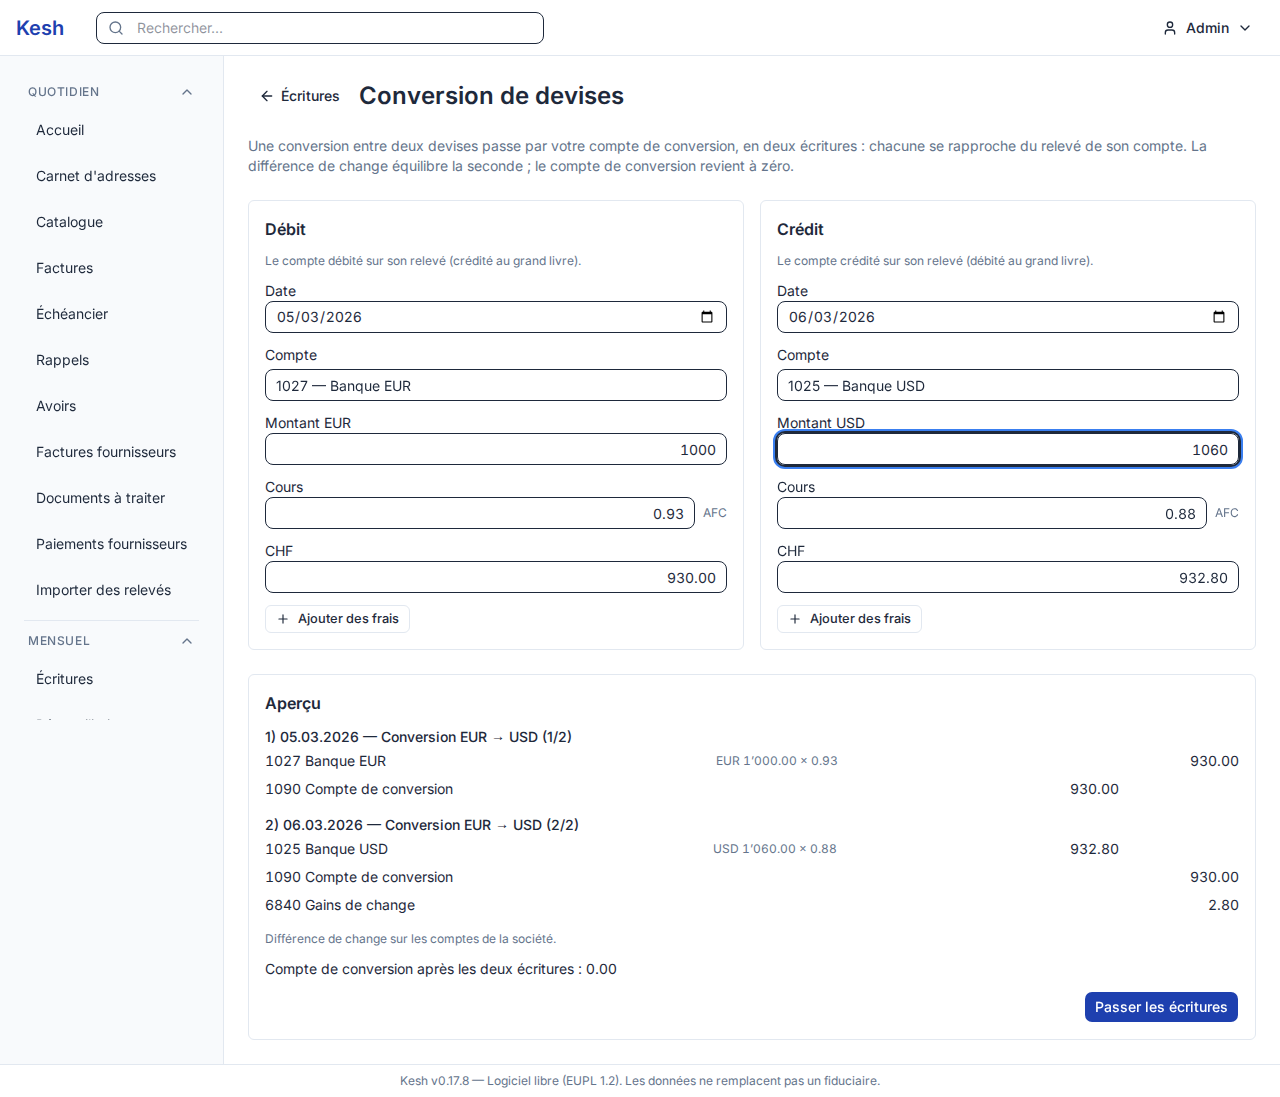 Kesh
Rechercher...
Admin
QUOTIDIEN
Accueil
Carnet d'adresses
Catalogue
Factures
Échéancier
Rappels
Avoirs
Factures fournisseurs
Documents à traiter
Paiements fournisseurs
Importer des relevés
MENSUEL
Écritures
Écritures
Conversion de devises
Une conversion entre deux devises passe par votre compte de conversion, en deux écritures : chacune se rapproche du relevé de son compte. La
différence de change équilibre la seconde ; le compte de conversion revient à zéro.
Débit
Le compte débité sur son relevé (crédité au grand livre).
Date
05/03/2026
Compte
1027 — Banque EUR
Montant EUR
1000
Cours
0.93 AFC
CHF
930.00
Ajouter des frais
Crédit
Le compte crédité sur son relevé (débité au grand livre).
Date
06/03/2026
Compte
1025 — Banque USD
Montant USD
1060
Cours
0.88 AFC
CHF
932.80
Ajouter des frais
Aperçu
1) 05.03.2026 — Conversion EUR → USD (1/2)
1027 Banque EUR EUR 1’000.00 × 0.93 930.00
1090 Compte de conversion 930.00
2) 06.03.2026 — Conversion EUR → USD (2/2)
1025 Banque USD USD 1’060.00 × 0.88 932.80
1090 Compte de conversion 930.00
6840 Gains de change 2.80
Différence de change sur les comptes de la société.
Compte de conversion après les deux écritures : 0.00
Passer les écritures
Kesh v0.17.8 — Logiciel libre (EUPL 1.2). Les données ne remplacent pas un fiduciaire.